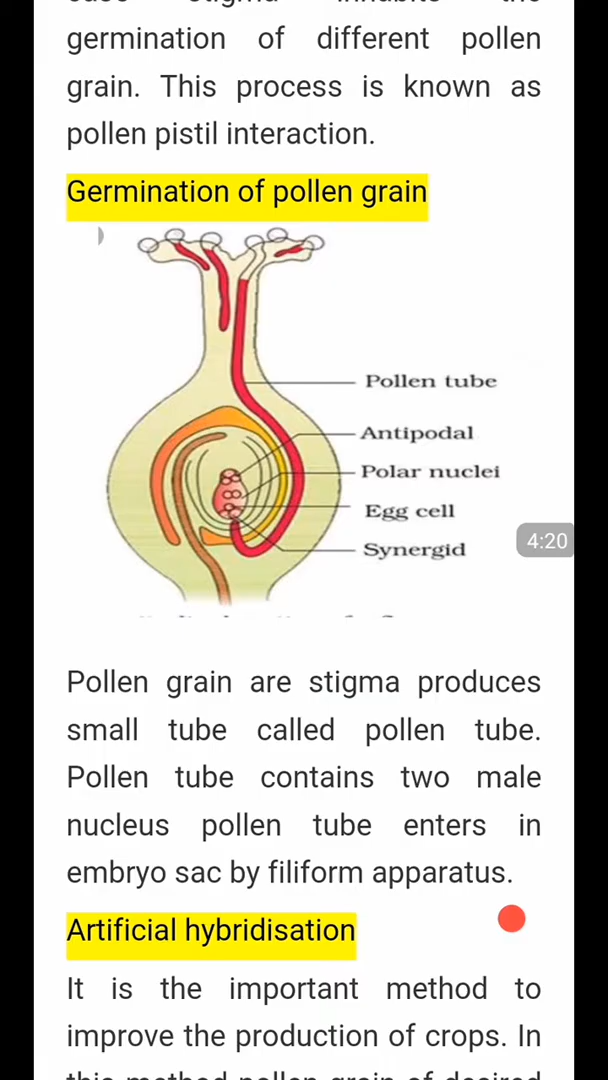 germination of different pollen
grain. This process is known as
pollen pistil interaction.
Germination of pollen grain
Pollen tube
Antipodal
Polar nuclei
Egg cell
Synergid
4:20
Pollen grain are stigma produces
small tube called pollen tube.
Pollen tube contains two male
nucleus pollen tube enters in
embryo sac by filiform apparatus.
Artificial hybridisation
It is the important method to
improve the production of crops. In